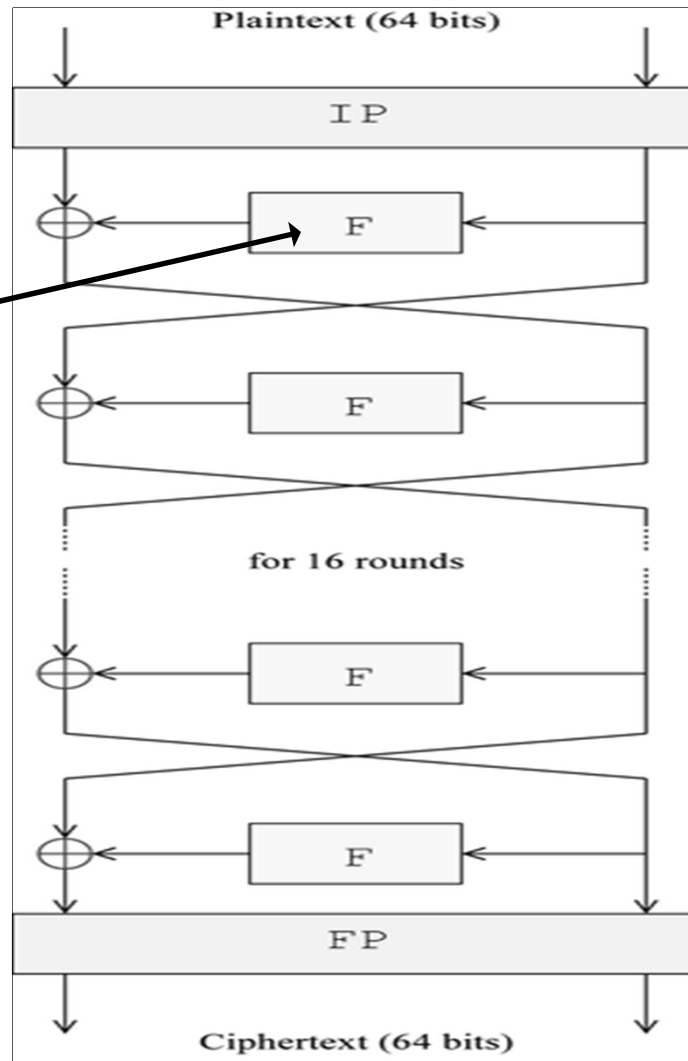 Plaintext (64 bits)
IP
F
F
for 16 rounds
F
F
FP
Ciphertext (64 bits)